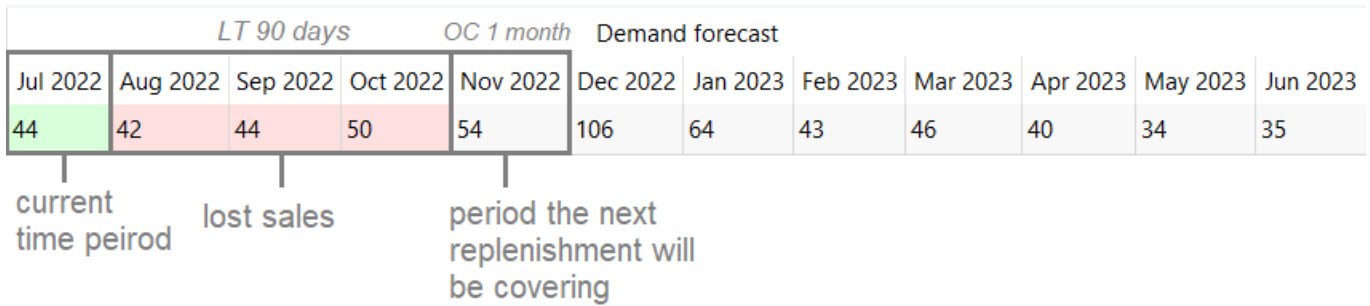 LT 90 days OC 1 month Demand forecast
Jul 2022 Aug 2022 Sep 2022 Oct 2022 Nov 2022 Dec 2022 Jan 2023 Feb 2023 Mar 2023 Apr 2023 May 2023 Jun 2023
44 42 44 50 54 106 64 43 46 40 34 35
current
time peirod
lost sales
period the next
replenishment will
be covering